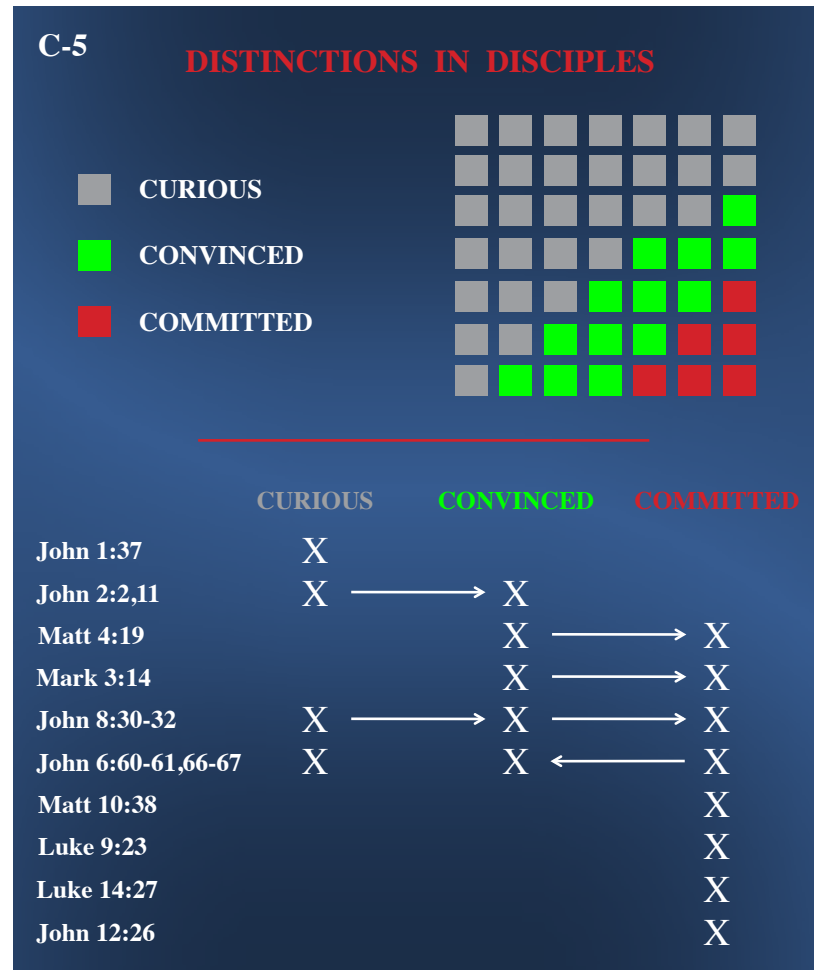 C-5
DISTINCTIONS IN DISCIPLES
CURIOUS
CONVINCED
COMMITTED
CURIOUS CONVINCED COMMITTED
John 1:37 X
John 2:2,11 X → X
Matt 4:19 X → X
Mark 3:14 X → X
John 8:30-32 X → X → X
John 6:60-61,66-67 X X ← X
Matt 10:38 X
Luke 9:23 X
Luke 14:27 X
John 12:26 X